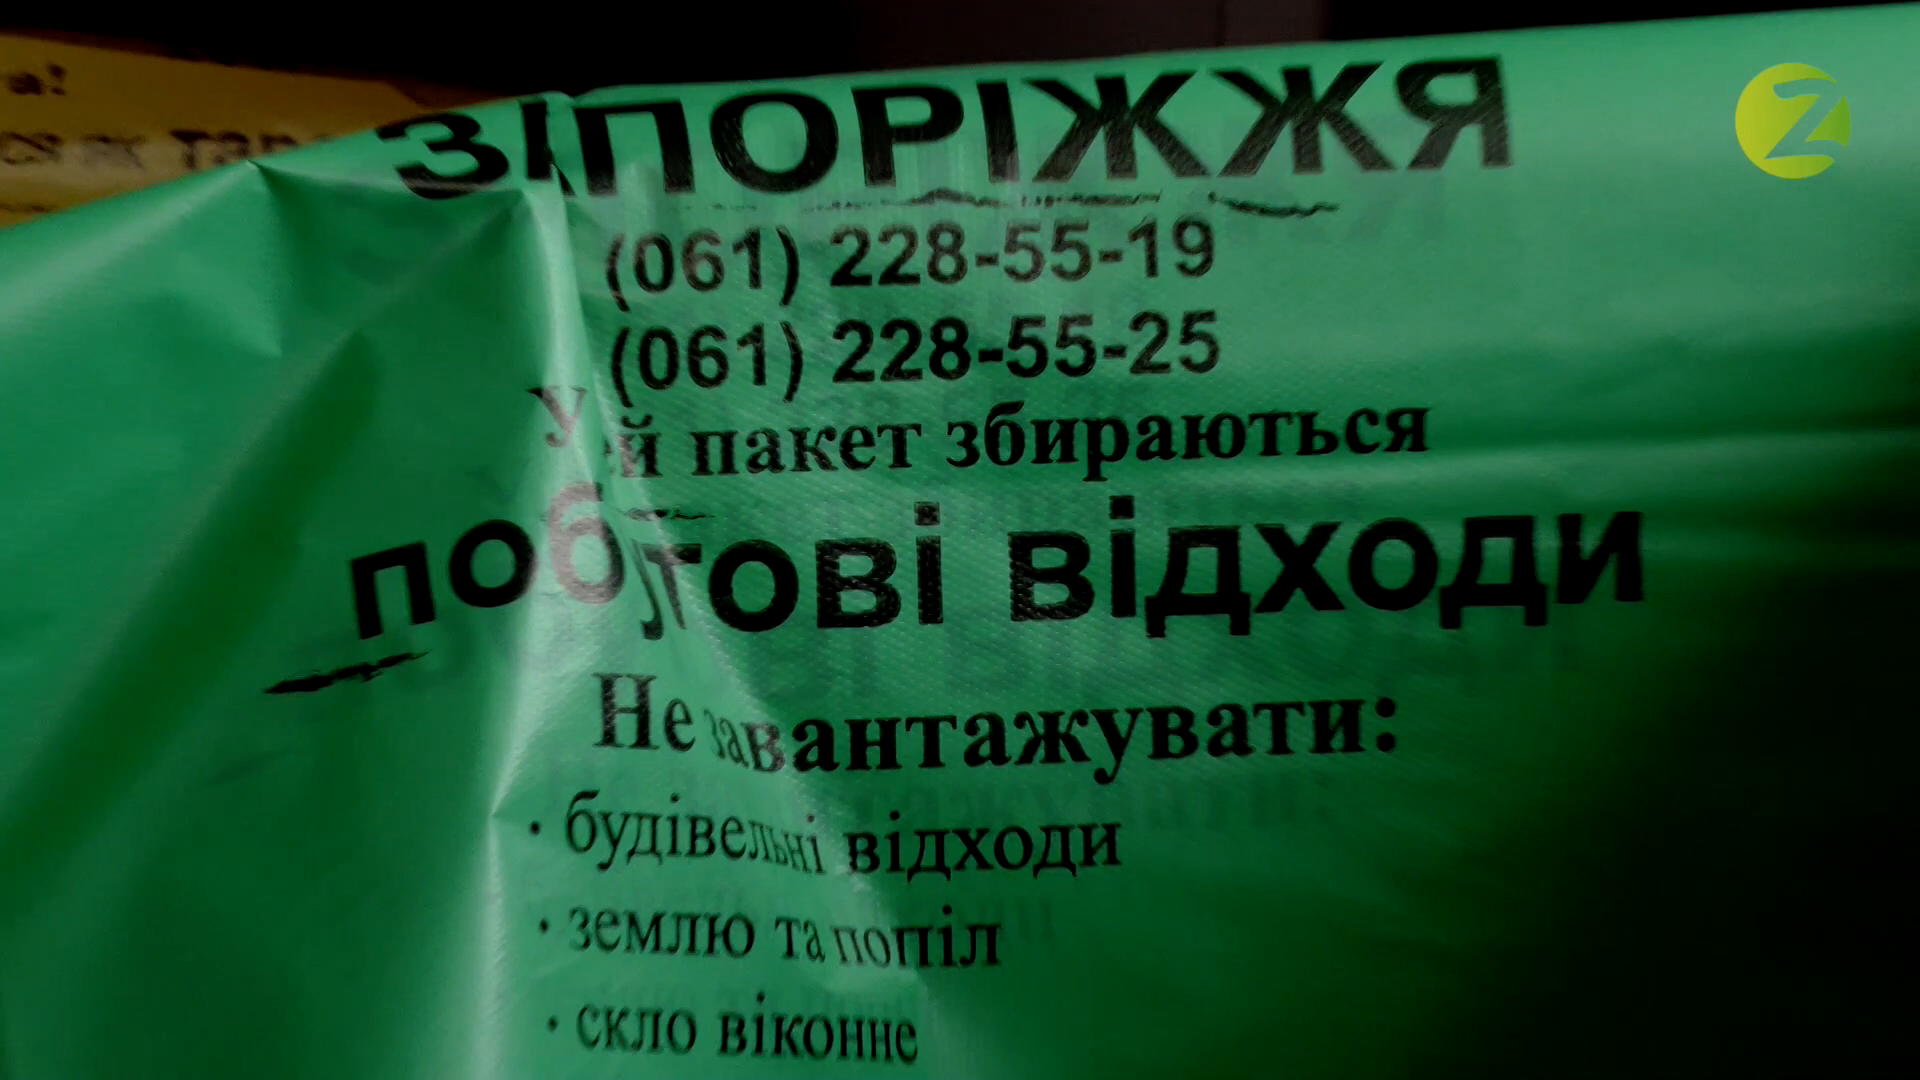 а!
ЗАПОРІЖЖЯ
(061) 228-55-19
(061) 228-55-25
У цей пакет збираються
побутові відходи
Не завантажувати:
· будівельні відходи
· землю та попіл
· скло віконне